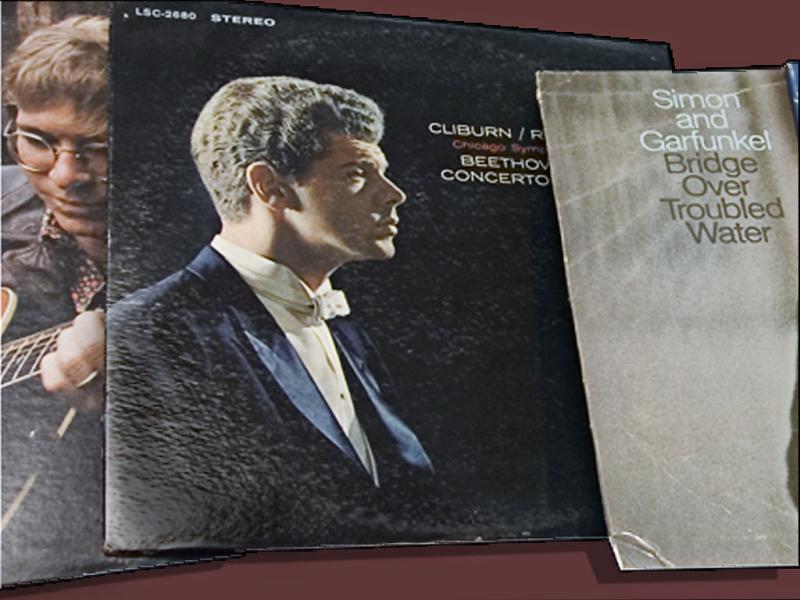 LSC-2680 STEREO
CLIBURN / R
Chicago Symp
BEETHOV
CONCERTO
Simon
and
Garfunkel
Bridge
Over
Troubled
Water